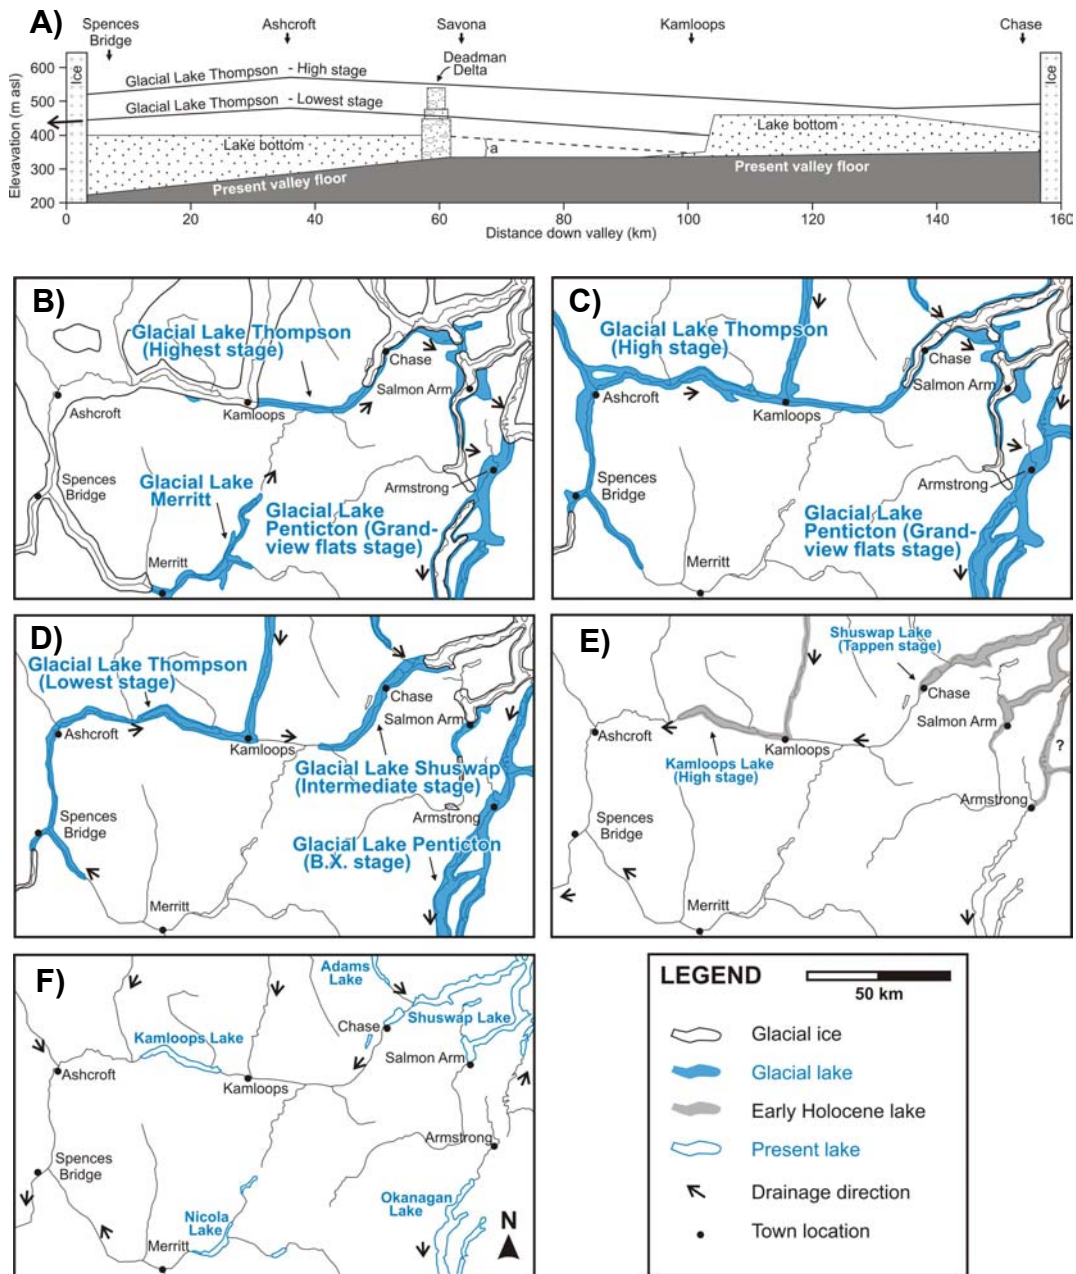 A)
Spences
Bridge
Ashcroft
Savona
Kamloops
Chase
Deadman
Delta
Elevavation (m asl)
600
500
400
300
200
Ice
Glacial Lake Thompson - High stage
Glacial Lake Thompson - Lowest stage
Lake bottom
Present valley floor
a
Lake bottom
Present valley floor
Ice
0
20
40
60
80
100
120
140
160
Distance down valley (km)
B)
Glacial Lake Thompson
(Highest stage)
Chase
Salmon Arm
Ashcroft
Kamloops
Spences
Bridge
Glacial Lake
Merritt
Armstrong
Glacial Lake
Penticton (Grand-
view flats stage)
Merritt
C)
Glacial Lake Thompson
(High stage)
Chase
Salmon Arm
Ashcroft
Kamloops
Spences
Bridge
Armstrong
Glacial Lake
Penticton (Grand-
view flats stage)
Merritt
D)
Glacial Lake Thompson
(Lowest stage)
Chase
Salmon Arm
Ashcroft
Kamloops
Glacial Lake Shuswap
(Intermediate stage)
Spences
Bridge
Armstrong
Glacial Lake Penticton
(B.X. stage)
Merritt
E)
Shuswap Lake
(Tappen stage)
Chase
Salmon Arm
Ashcroft
Kamloops
?
Kamloops Lake
(High stage)
Armstrong
Spences
Bridge
Merritt
F)
Adams
Lake
Kamloops Lake
Chase
Shuswap Lake
Salmon Arm
Ashcroft
Kamloops
Armstrong
Spences
Bridge
Okanagan
Lake
Nicola
Lake
N
Merritt
LEGEND
50 km
Glacial ice
Glacial lake
Early Holocene lake
Present lake
Drainage direction
Town location